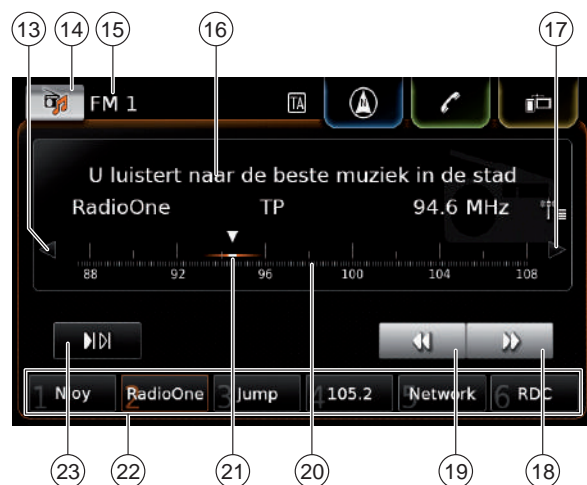 13 14 15 16 17
FM 1 TA
U luistert naar de beste muziek in de stad
RadioOne TP 94.6 MHz
88 92 96 100 104 108
1 Njoy 2 RadioOne 3 Jump 4 105.2 5 Network 6 RDC
23 22 21 20 19 18